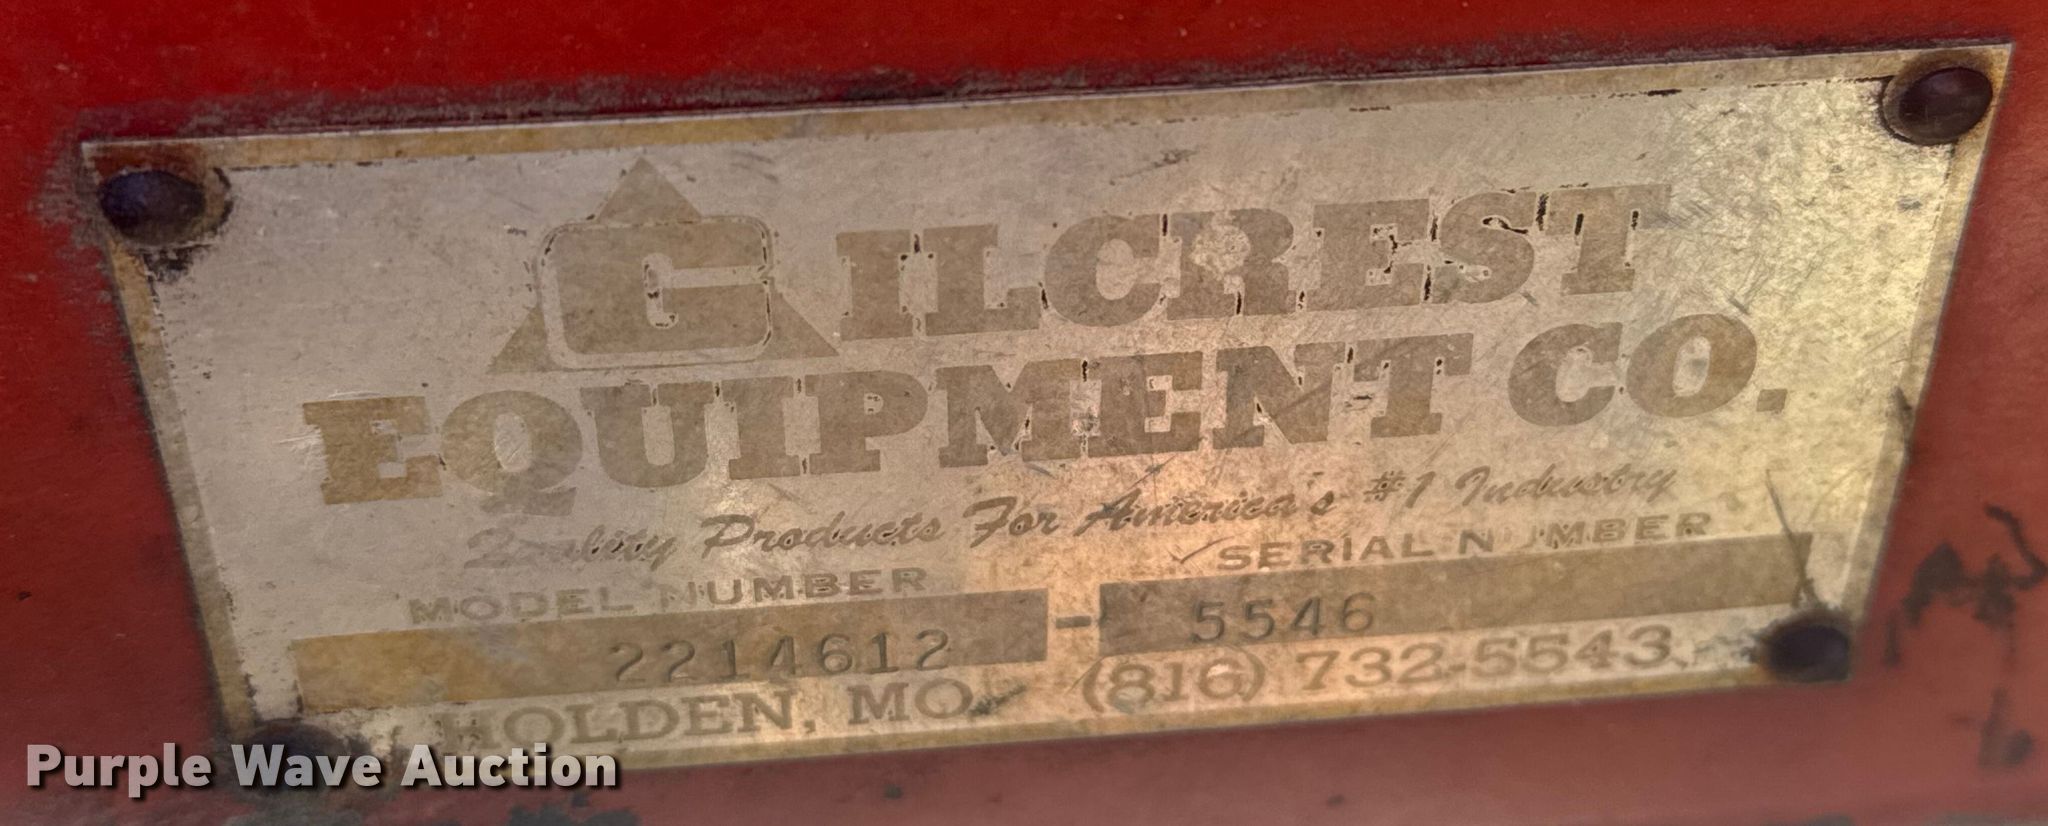 GILCREST
EQUIPMENT CO.
Quality Products For America's #1 Industry
MODEL NUMBER SERIAL NUMBER
2214612 - 5546
HOLDEN, MO. (816) 732-5543
Purple Wave Auction